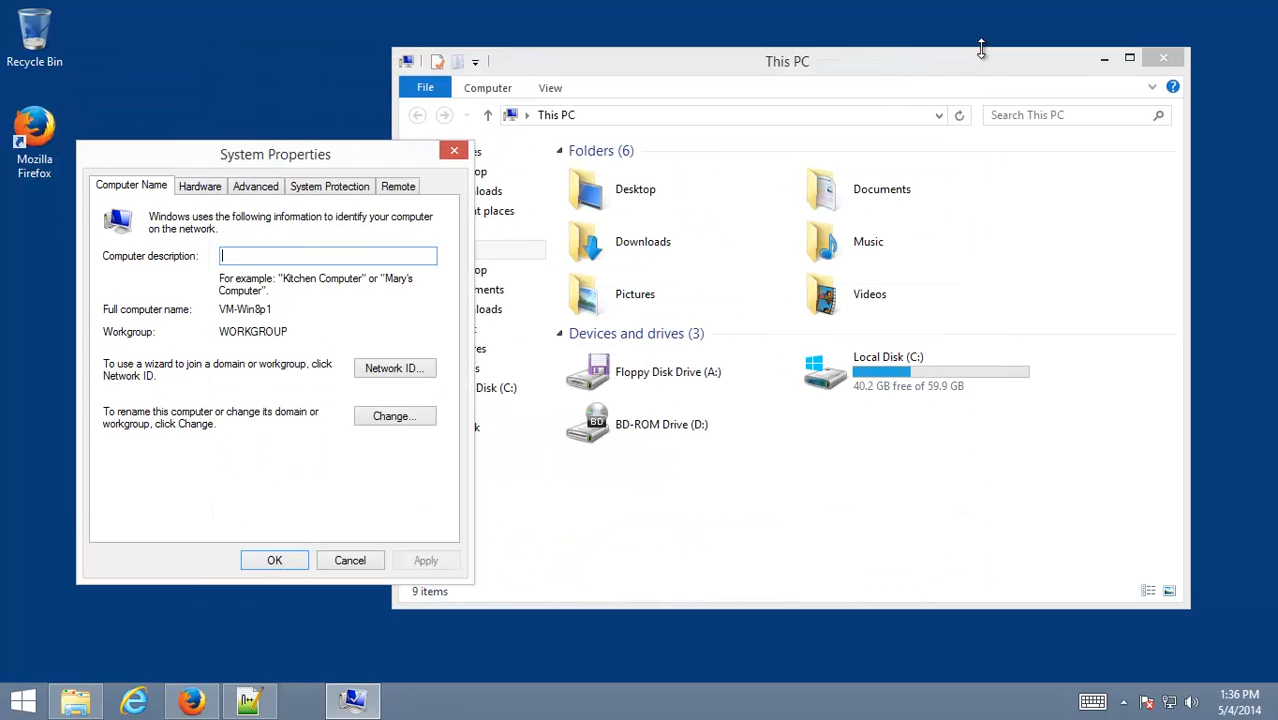 Recycle Bin
Mozilla
Firefox
This PC
File
Computer
View
This PC
Search This PC
System Properties
Computer Name
Hardware
Advanced
System Protection
Remote
Windows uses the following information to identify your computer
on the network.
Computer description:
For example: "Kitchen Computer" or "Mary's
Computer".
Full computer name:
VM-Win8p1
Workgroup:
WORKGROUP
To use a wizard to join a domain or workgroup, click
Network ID.
Network ID...
To rename this computer or change its domain or
workgroup, click Change.
Change...
OK
Cancel
Apply
Disk (C:)
Folders (6)
Desktop
Documents
Downloads
Music
Pictures
Videos
Devices and drives (3)
Floppy Disk Drive (A:)
Local Disk (C:)
40.2 GB free of 59.9 GB
BD
BD-ROM Drive (D:)
9 items
1:36 PM
5/4/2014